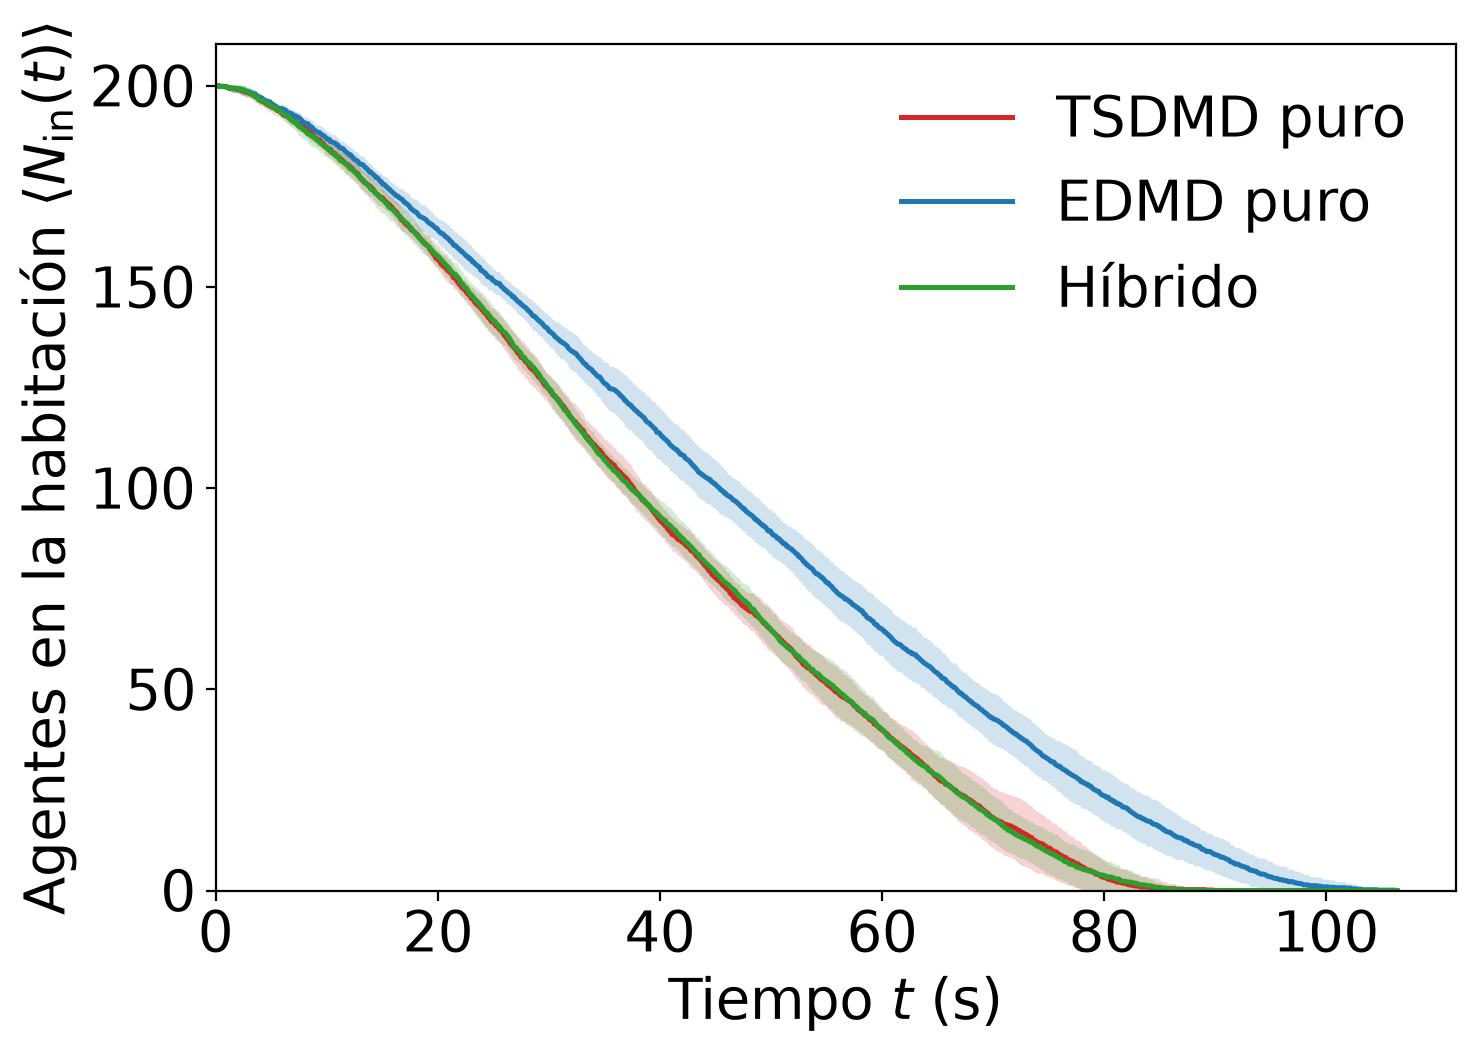 Agentes en la habitación ⟨N_in(t)⟩
200
150
100
50
0
0 20 40 60 80 100
Tiempo t (s)
TSDMD puro
EDMD puro
Híbrido